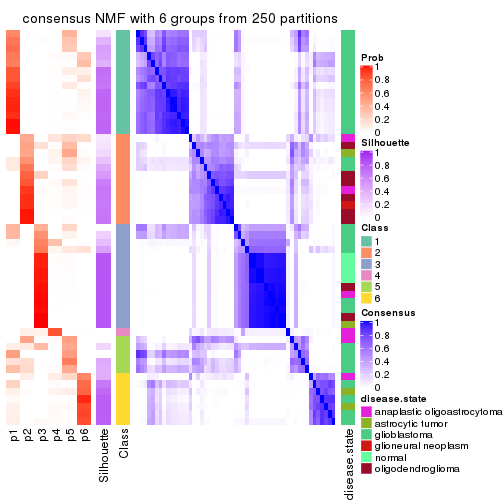 consensus NMF with 6 groups from 250 partitions
p1
p2
p3
p4
p5
p6
Silhouette
Class
disease.state
Prob
1
0.8
0.6
0.4
0.2
0
Silhouette
1
0.8
0.6
0.4
0.2
0
Class
1
2
3
4
5
6
Consensus
1
0.8
0.6
0.4
0.2
0
disease.state
anaplastic oligoastrocytoma
astrocytic tumor
glioblastoma
glioneural neoplasm
normal
oligodendroglioma